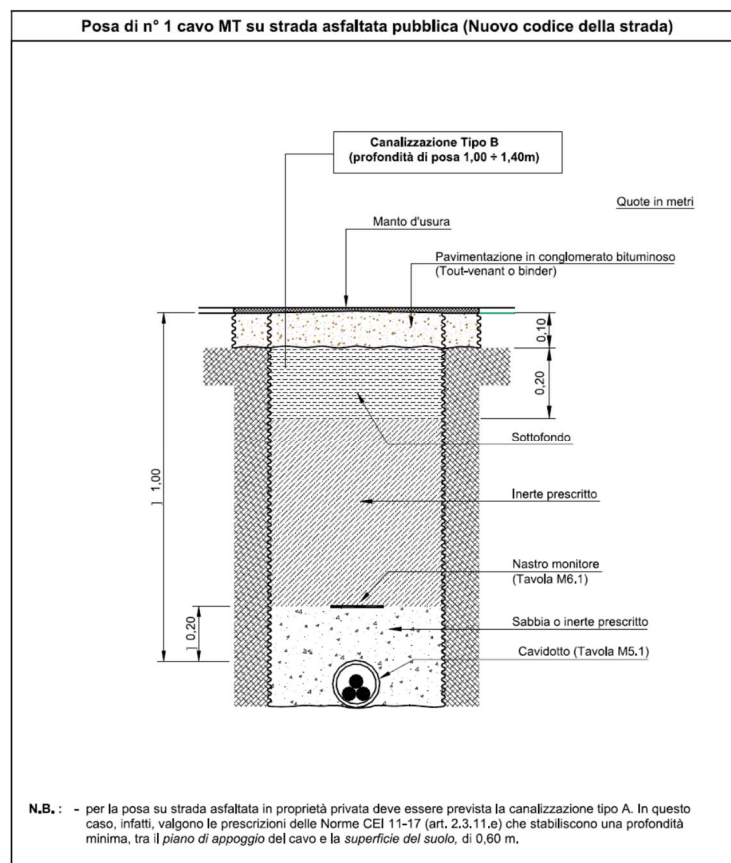 Posa di n° 1 cavo MT su strada asfaltata pubblica (Nuovo codice della strada)
Canalizzazione Tipo B
(profondità di posa 1,00 ÷ 1,40m)
Quote in metri
Manto d'usura
Pavimentazione in conglomerato bituminoso
(Tout-venant o binder)
0,10
0,20
Sottofondo
] 1,00
Inerte prescritto
Nastro monitore
(Tavola M6.1)
] 0,20
Sabbia o inerte prescritto
Cavidotto (Tavola M5.1)
N.B. : - per la posa su strada asfaltata in proprietà privata deve essere prevista la canalizzazione tipo A. In questo
caso, infatti, valgono le prescrizioni delle Norme CEI 11-17 (art. 2.3.11.e) che stabiliscono una profondità
minima, tra il piano di appoggio del cavo e la superficie del suolo, di 0,60 m.